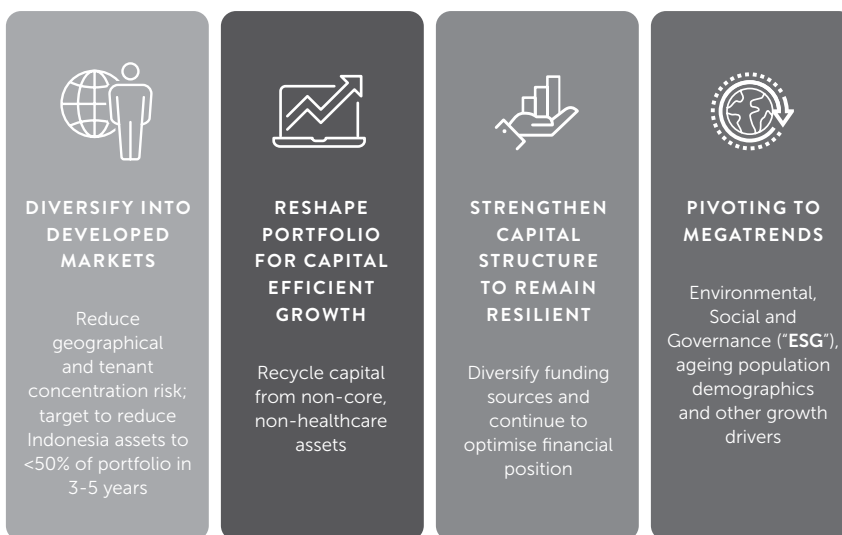 DIVERSIFY INTO
DEVELOPED
MARKETS
Reduce
geographical
and tenant
concentration risk;
target to reduce
Indonesia assets to
<50% of portfolio in
3-5 years
RESHAPE
PORTFOLIO
FOR CAPITAL
EFFICIENT
GROWTH
Recycle capital
from non-core,
non-healthcare
assets
STRENGTHEN
CAPITAL
STRUCTURE
TO REMAIN
RESILIENT
Diversify funding
sources and
continue to
optimise financial
position
PIVOTING TO
MEGATRENDS
Environmental,
Social and
Governance ("ESG"),
ageing population
demographics
and other growth
drivers